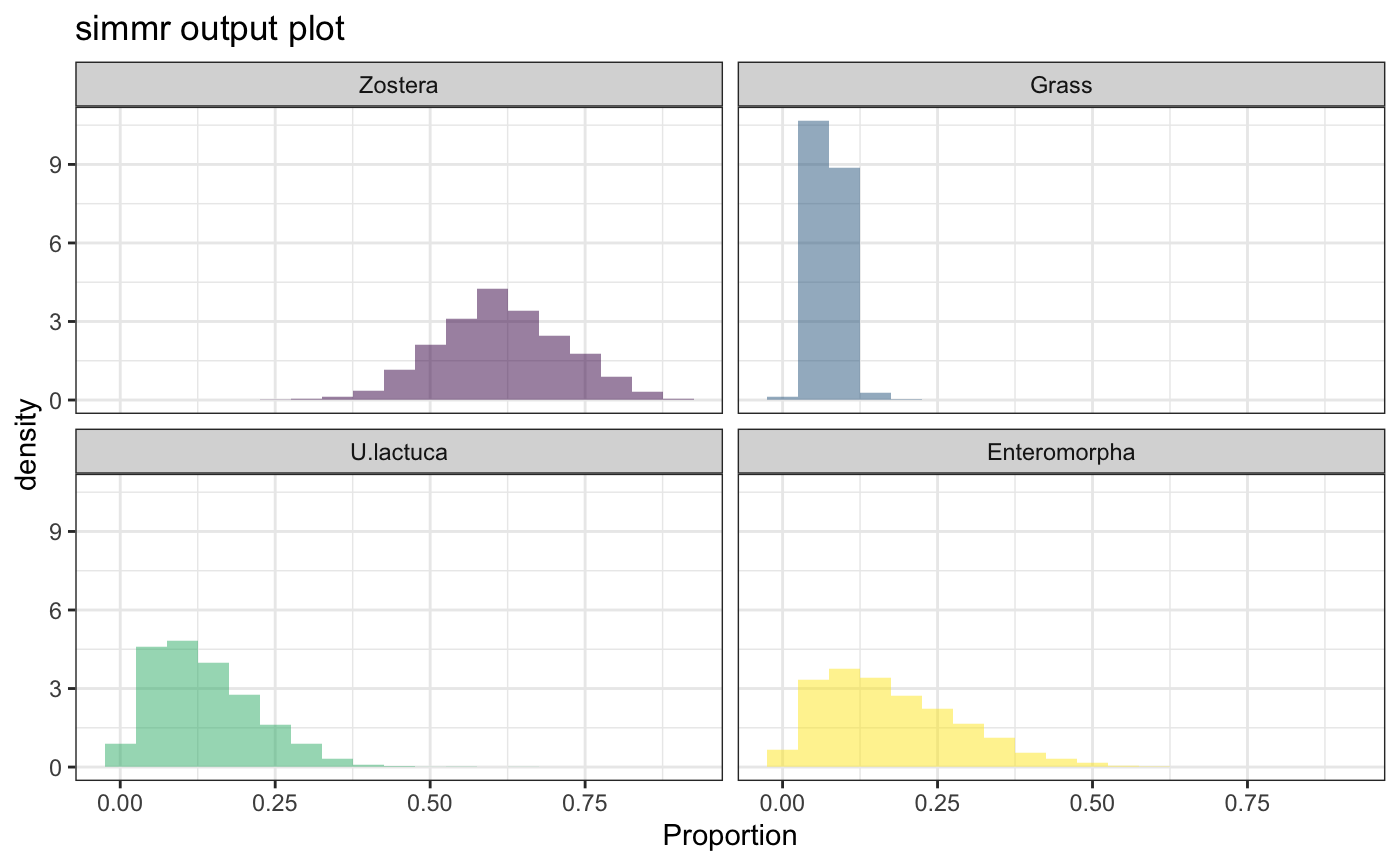 simmr output plot
Zostera
Grass
9
6
3
0
density
U.lactuca
Enteromorpha
9
6
3
0
0.00 0.25 0.50 0.75 0.00 0.25 0.50 0.75
Proportion